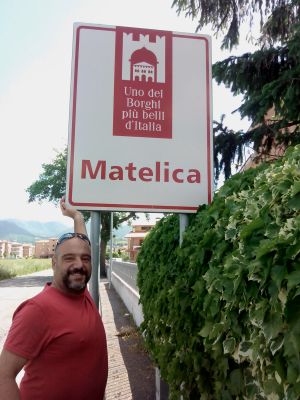 Uno dei
Borghi
più belli
d'Italia
Matelica